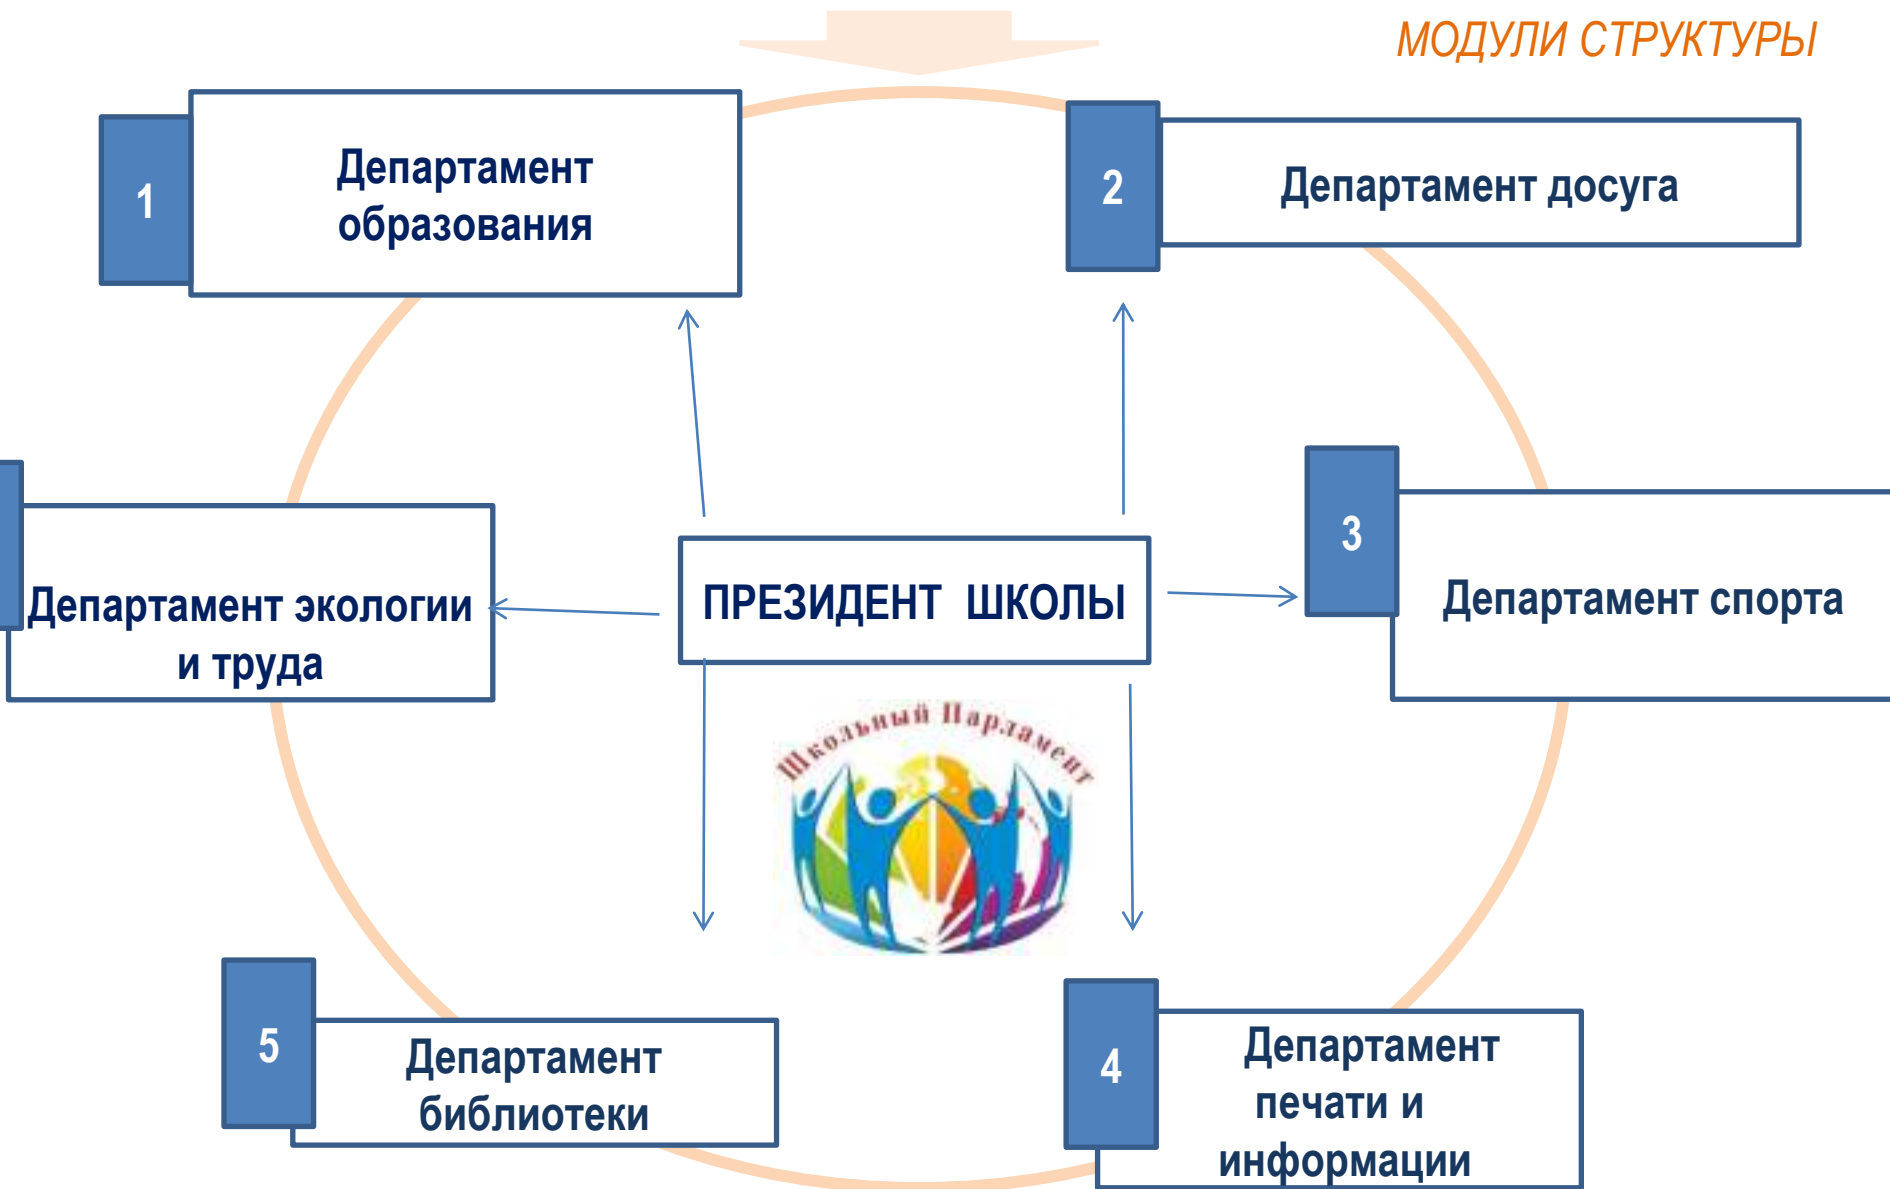 МОДУЛИ СТРУКТУРЫ
1
Департамент
образования
2
Департамент досуга
3
Департамент спорта
Департамент экологии
и труда
ПРЕЗИДЕНТ ШКОЛЫ
Школьный Парламент
5
Департамент
библиотеки
4
Департамент
печати и
информации